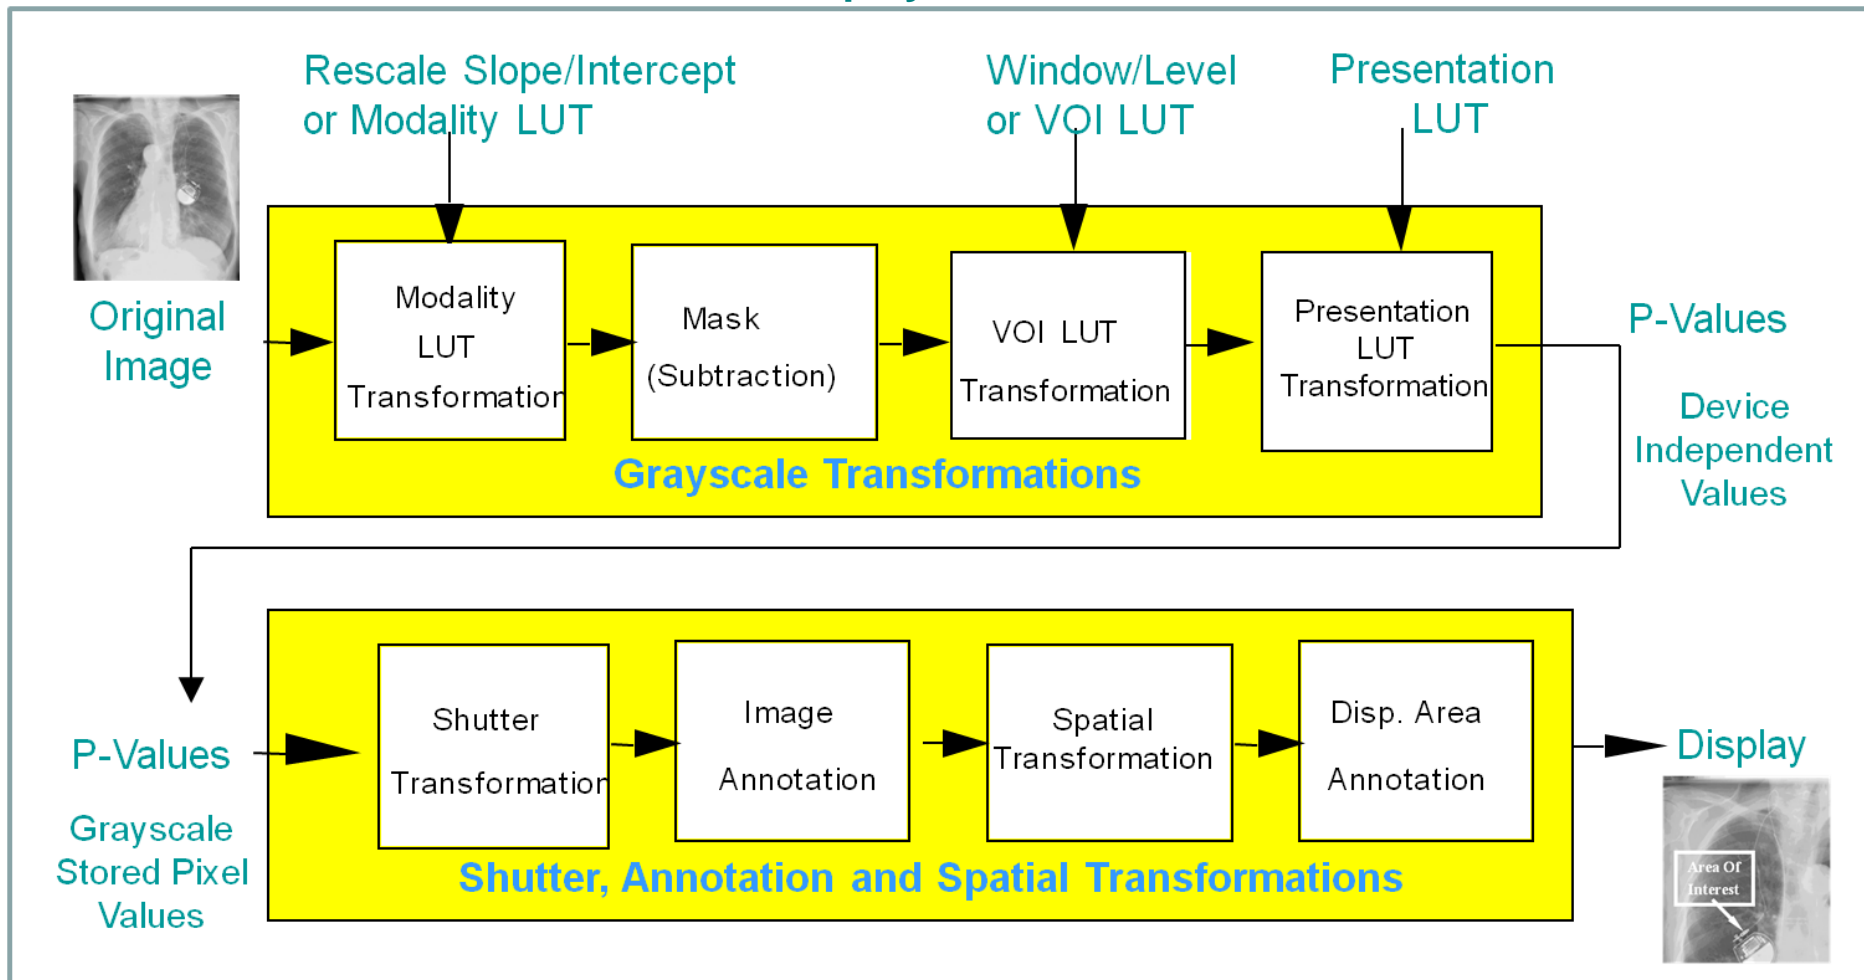 Rescale Slope/Intercept
or Modality LUT
Window/Level
or VOI LUT
Presentation
LUT
Original
Image
Modality
LUT
Transformation
Mask
(Subtraction)
VOI LUT
Transformation
Presentation
LUT
Transformation
Grayscale Transformations
P-Values
Device
Independent
Values
P-Values
Grayscale
Stored Pixel
Values
Shutter
Transformation
Image
Annotation
Spatial
Transformation
Disp. Area
Annotation
Shutter, Annotation and Spatial Transformations
Display
Area Of
Interest